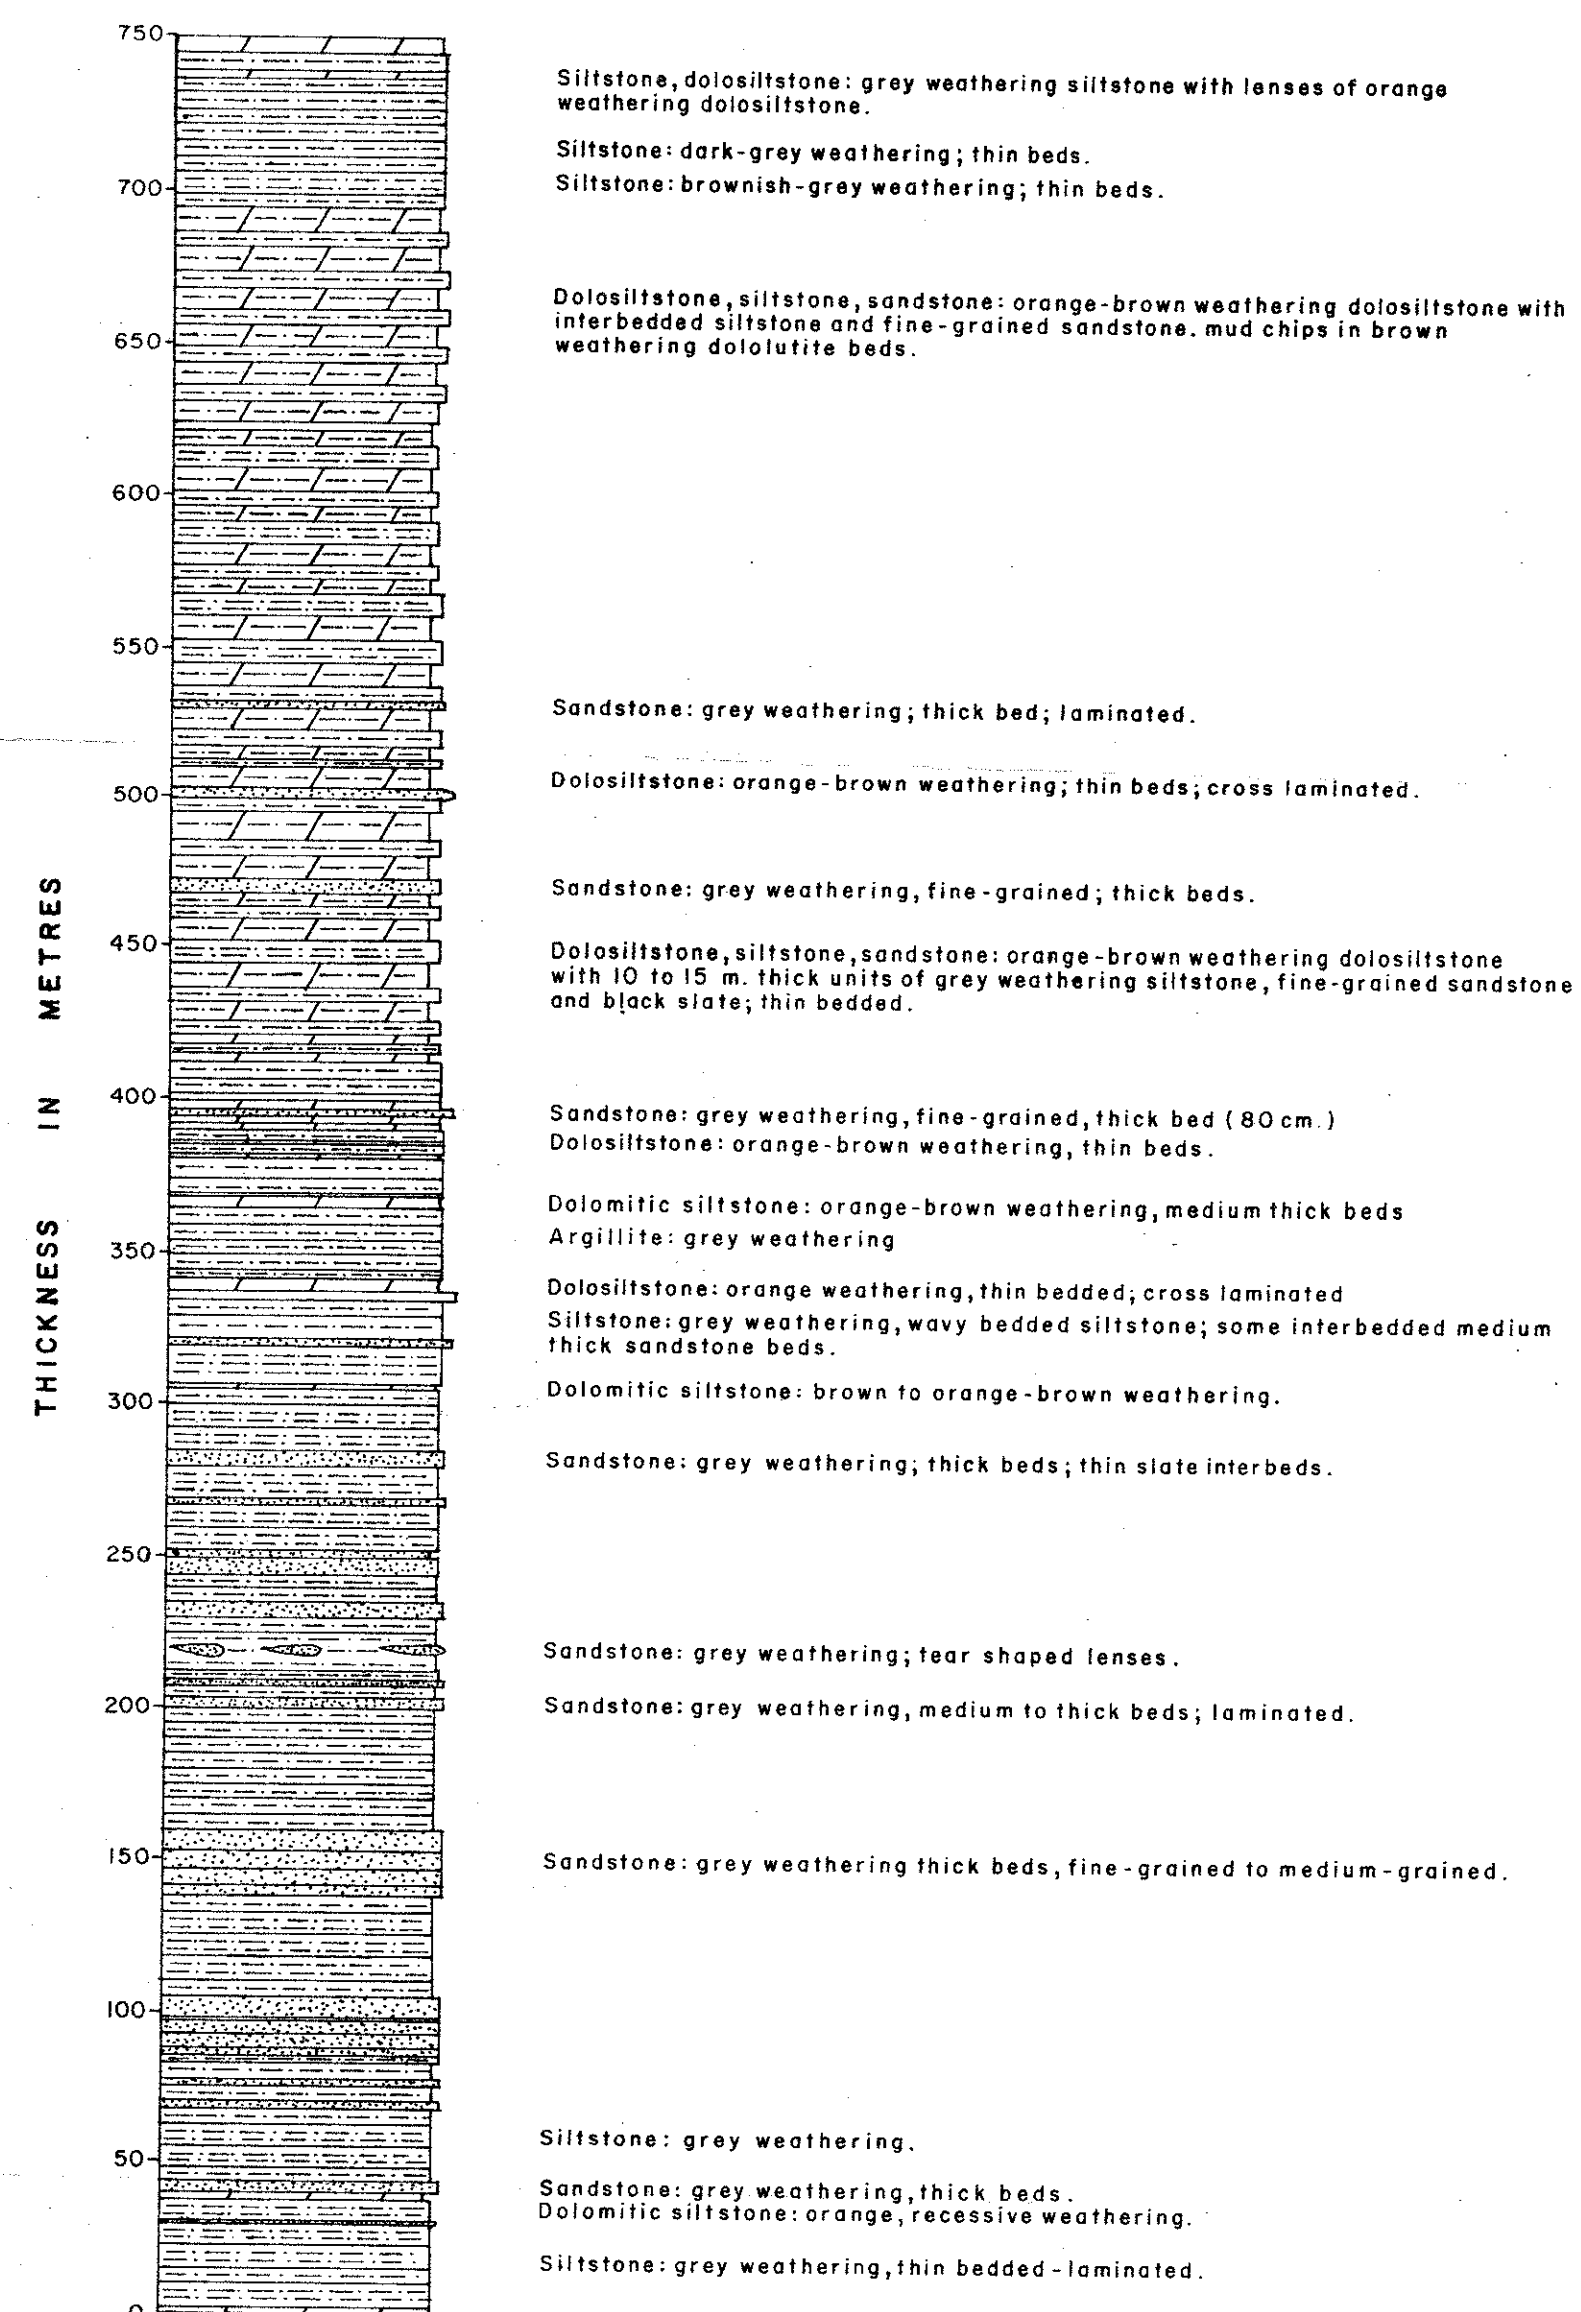 750
Siltstone, dolosiltstone: grey weathering siltstone with lenses of orange
weathering dolosiltstone.
Siltstone: dark-grey weathering; thin beds.
700
Siltstone: brownish-grey weathering; thin beds.
Dolosiltstone, siltstone, sandstone: orange-brown weathering dolosiltstone with
interbedded siltstone and fine-grained sandstone. mud chips in brown
650
weathering dololutite beds.
600
550
Sandstone: grey weathering; thick bed; laminated.
500
Dolosiltstone: orange-brown weathering; thin beds; cross laminated.
Sandstone: grey weathering, fine-grained; thick beds.
450
Dolosiltstone, siltstone, sandstone: orange-brown weathering dolosiltstone
with 10 to 15 m. thick units of grey weathering siltstone, fine-grained sandstone
and black slate; thin bedded.
THICKNESS IN METRES
400
Sandstone: grey weathering, fine-grained, thick bed (80 cm.)
Dolosiltstone: orange-brown weathering, thin beds.
Dolomitic siltstone: orange-brown weathering, medium thick beds
350
Argillite: grey weathering
Dolosiltstone: orange weathering, thin bedded; cross laminated
Siltstone: grey weathering, wavy bedded siltstone; some interbedded medium
thick sandstone beds.
300
Dolomitic siltstone: brown to orange-brown weathering.
Sandstone: grey weathering; thick beds; thin slate interbeds.
250
Sandstone: grey weathering; tear shaped lenses.
200
Sandstone: grey weathering, medium to thick beds; laminated.
150
Sandstone: grey weathering thick beds, fine-grained to medium-grained.
100
Siltstone: grey weathering.
50
Sandstone: grey weathering, thick beds.
Dolomitic siltstone: orange, recessive weathering.
Siltstone: grey weathering, thin bedded-laminated.
0